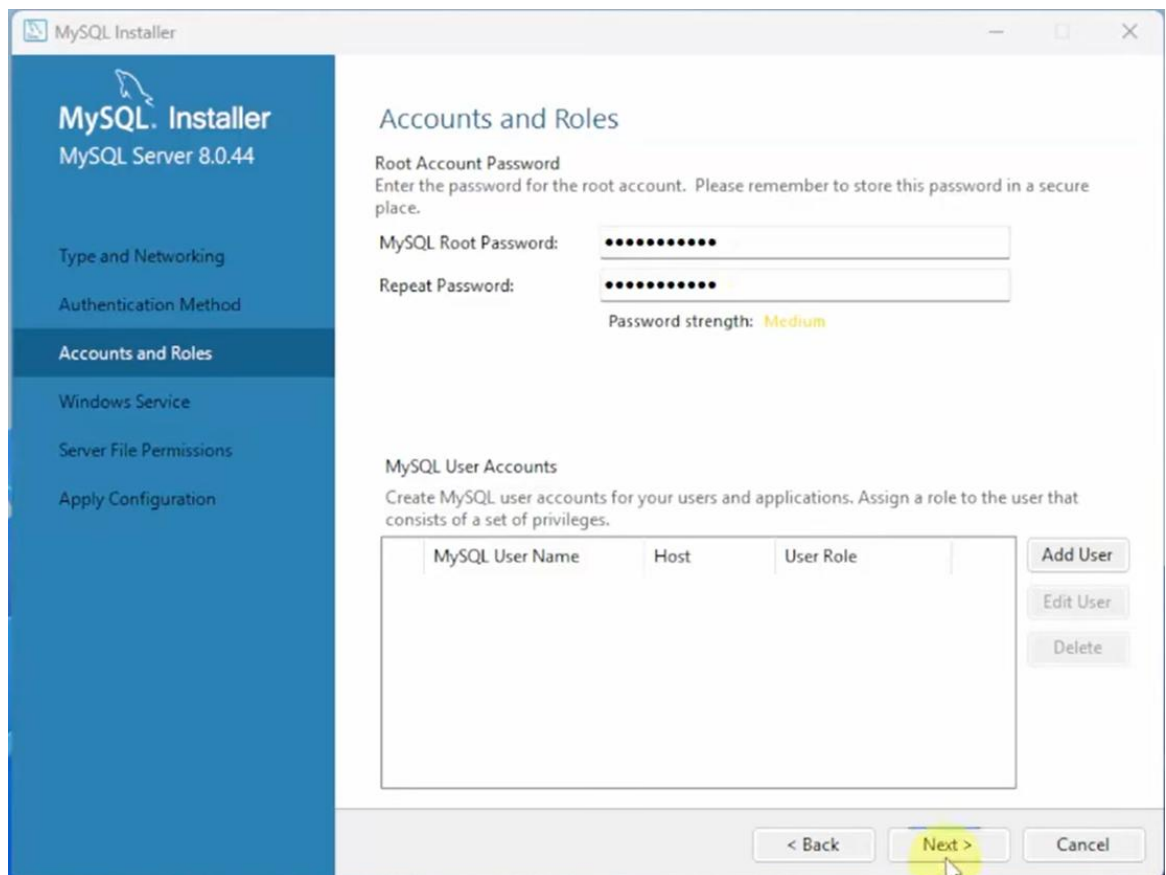 MySQL Installer
MySQL. Installer
MySQL Server 8.0.44
Type and Networking
Authentication Method
Accounts and Roles
Windows Service
Server File Permissions
Apply Configuration
Accounts and Roles
Root Account Password
Enter the password for the root account. Please remember to store this password in a secure
place.
MySQL Root Password: ●●●●●●●●●●●
Repeat Password: ●●●●●●●●●●●
Password strength: Medium
MySQL User Accounts
Create MySQL user accounts for your users and applications. Assign a role to the user that
consists of a set of privileges.
MySQL User Name Host User Role
Add User
Edit User
Delete
< Back Next > Cancel